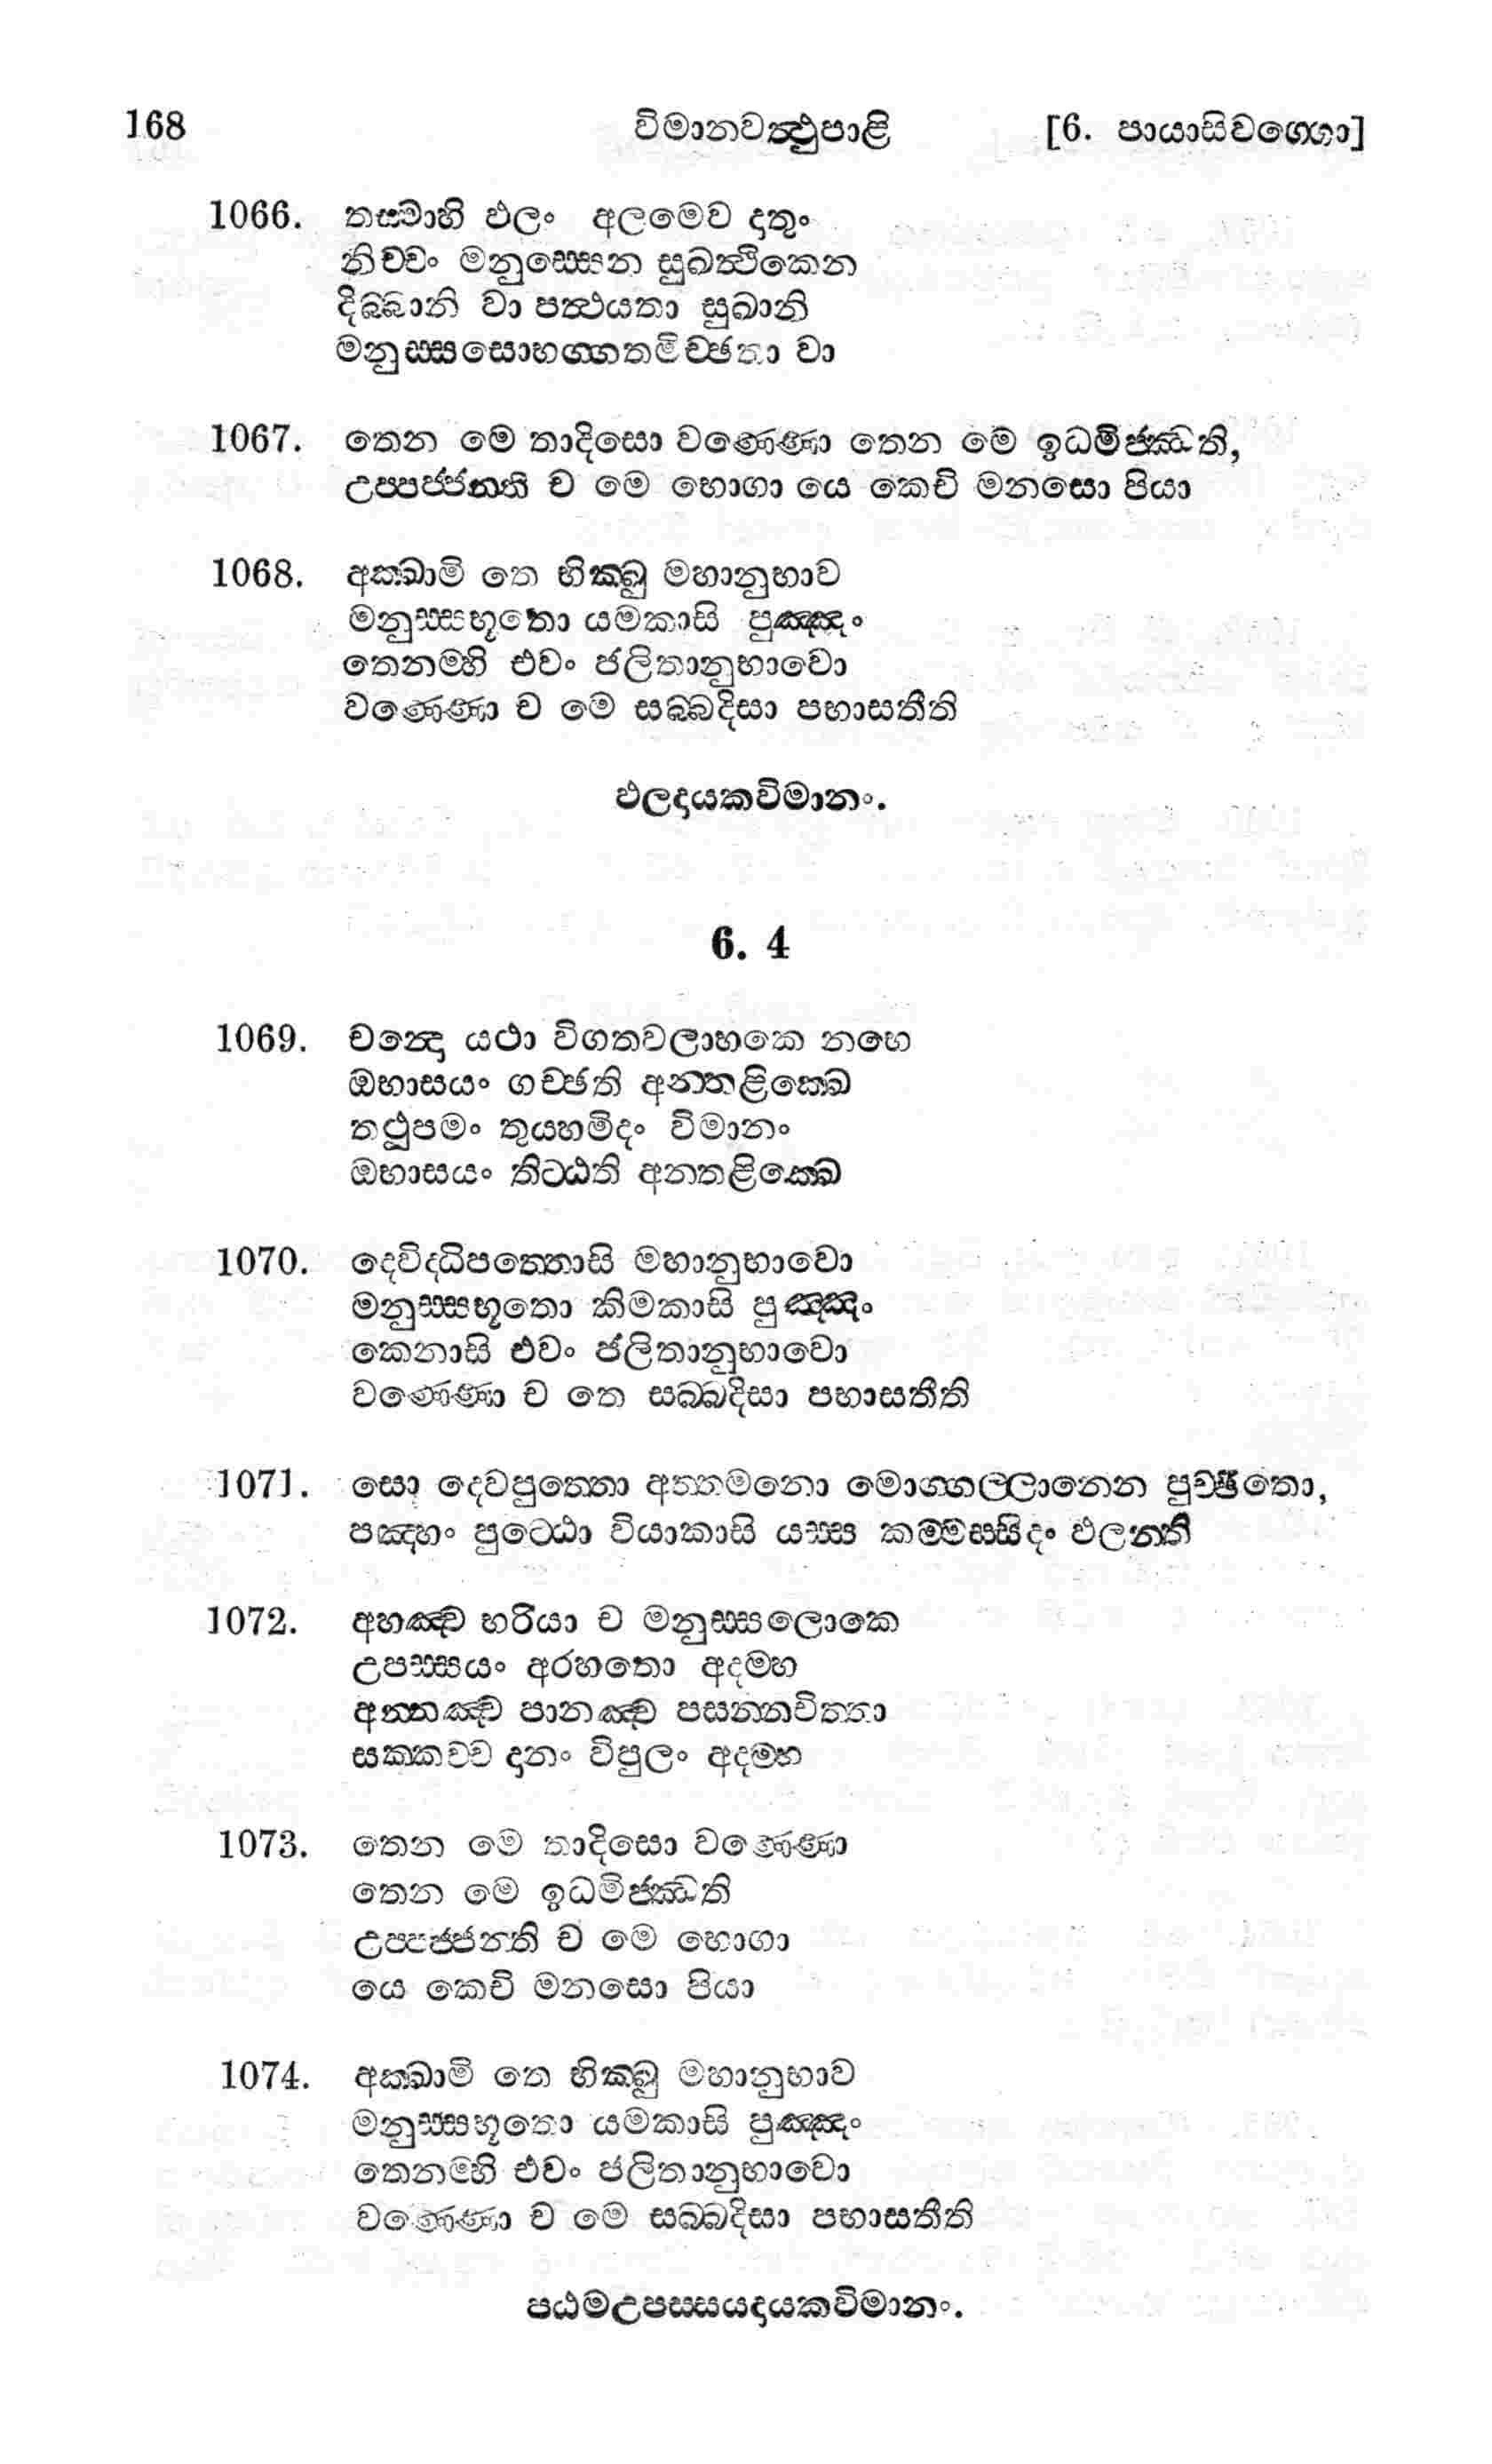 168 විමානවත්‍ථුපාළි [6. පායාසිවග‍්ගො]
1066. තස‍්මාහි ඵලං අලමෙව දාතුං
නිච‍්චං මනුස‍්සෙන සුඛත්‍ථිකෙන
දිබ‍්බානි වා පත්‍ථයතා සුඛානි
මනුස‍්සසොභග‍්ගතමිච‍්ඡතා වා
1067. තෙන මෙ තාදිසො වණ‍්ණො තෙන මෙ ඉධමිජ‍්ඣති,
උප‍්පජ‍්ජන‍්ති ච මෙ භොගා යෙ කෙචි මනසො පියා
1068. අක‍්ඛාමි තෙ භික‍්ඛු මහානුභාව
මනුස‍්සභූතො යමකාසි පුඤ‍්ඤං
තෙනම‍්හි එවං ජලිතානුභාවො
වණ‍්ණො ච මෙ සබ‍්බදිසා පභාසතීති
ඵලදායකවිමානං.
6. 4
1069. චන්‍දො යථා විගතවලාහකෙ නභෙ
ඔභාසයං ගච‍්ඡති අන‍්තළික‍්ඛෙ
තථූපමං තුය‍්හමිදං විමානං
ඔභාසයං තිට‍්ඨති අන‍්තළික‍්ඛෙ
1070. දෙවිද‍්ධිපත‍්තොසි මහානුභාවො
මනුස‍්සභූතො කිමකාසි පුඤ‍්ඤං
කෙනාසි එවං ජලිතානුභාවො
වණ‍්ණො ච තෙ සබ‍්බදිසා පභාසතීති
1071. සො දෙවපුත‍්තො අත‍්තමනො මොග‍්ගල‍්ලානෙන පුච‍්ඡිතො,
පඤ‍්හං පුට‍්ඨො වියාකාසි යස‍්ස කම‍්මස‍්සිදං ඵලන‍්ති
1072. අහඤ‍්ච භරියා ච මනුස‍්සලොකෙ
උපස‍්සයං අරහතො අදම‍්හ
අන‍්නඤ‍්ච පානඤ‍්ච පසන‍්නචිත‍්තා
සක‍්කච‍්ච දානං විපුලං අදම‍්හ
1073. තෙන මෙ තාදිසො වණ‍්ණො
තෙන මෙ ඉධමිජ‍්ඣති
උප‍්පජ‍්ජන‍්ති ච මෙ භොගා
යෙ කෙචි මනසො පියා
1074. අක‍්ඛාමි තෙ භික‍්ඛු මහානුභාව
මනුස‍්සභූතො යමකාසි පුඤ‍්ඤං
තෙනම‍්හි එවං ජලිතානුභාවො
වණ‍්ණො ච මෙ සබ‍්බදිසා පභාසතීති
පඨමඋපස‍්සයදායකවිමානං.